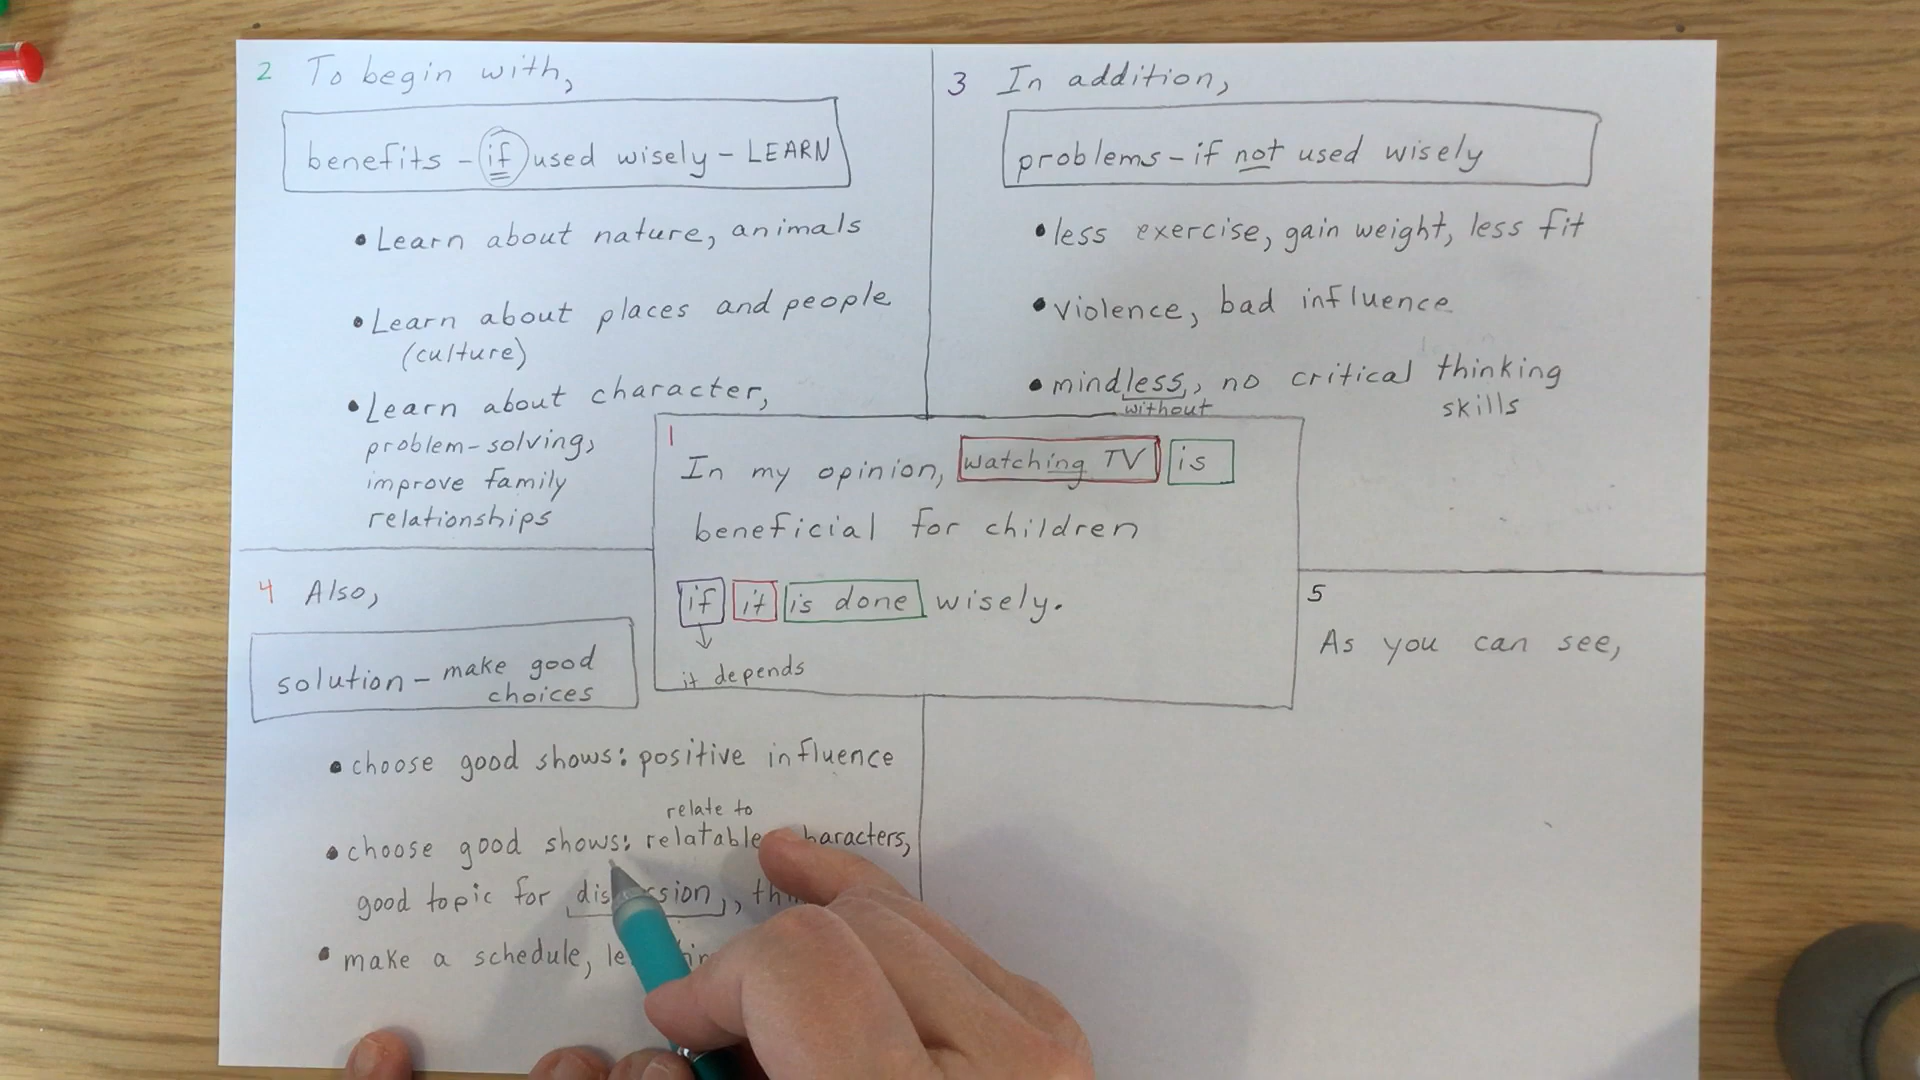 2 To begin with,
benefits - if used wisely - LEARN
• Learn about nature, animals
• Learn about places and people
(culture)
• Learn about character,
problem-solving,
improve family
relationships
3 In addition,
problems - if not used wisely
• less exercise, gain weight, less fit
• violence, bad influence
• mindless, no critical thinking
without
skills
1
In my opinion, watching TV is
beneficial for children
if it is done wisely.
it depends
4 Also,
solution - make good
choices
• choose good shows: positive influence
relate to
• choose good shows: relatable
good topic for
• make a schedule,
5
As you can see,